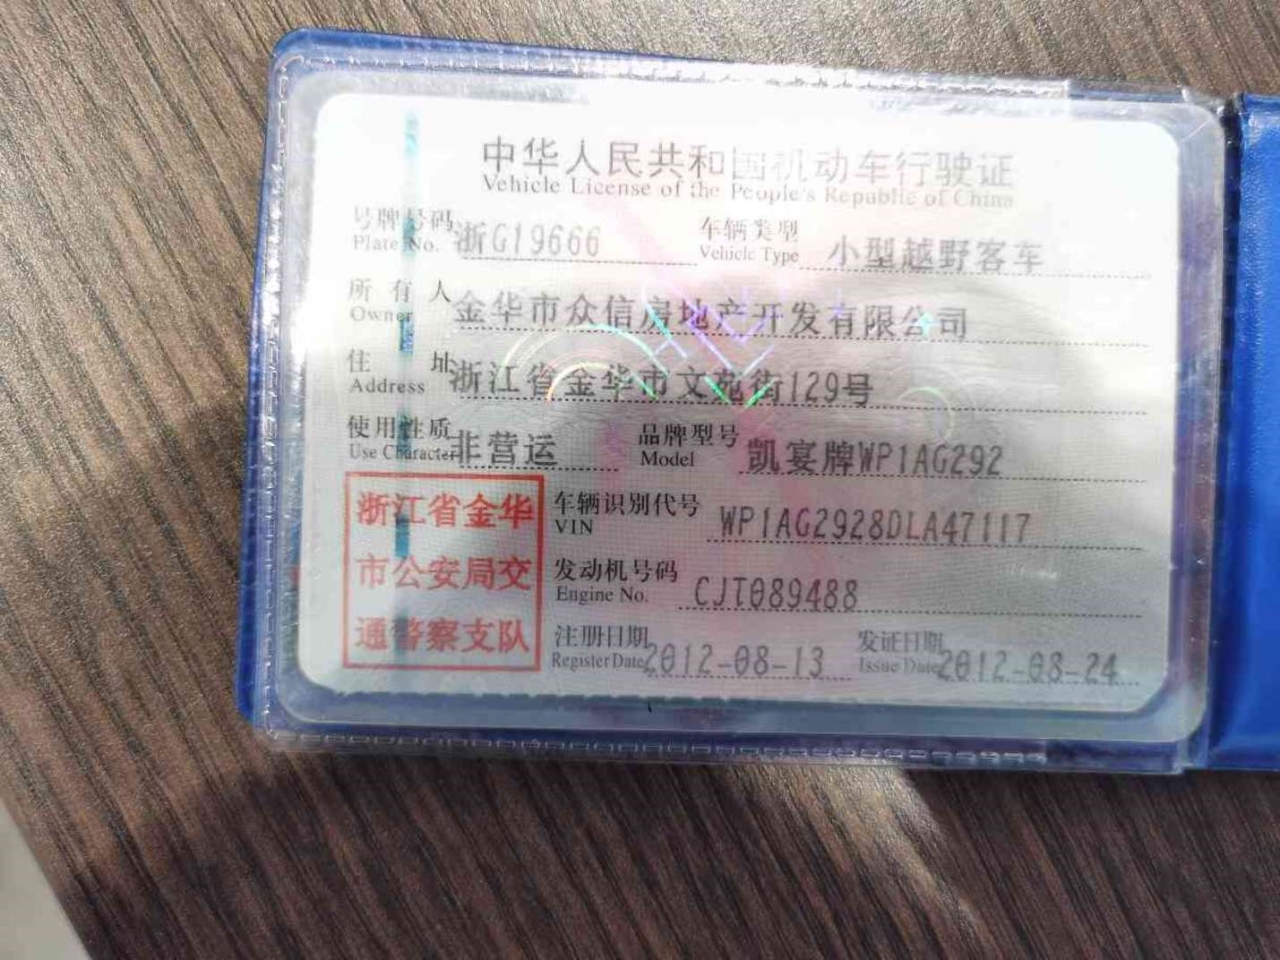 中华人民共和国机动车行驶证
Vehicle License of the People's Republic of China
号牌号码 浙G19666 车辆类型 小型越野客车
Plate No. Vehicle Type
所有人 金华市众信房地产开发有限公司
Owner
住址 浙江省金华市文苑街129号
Address
使用性质 非营运 品牌型号 凯宴牌WP1AG292
Use Character Model
浙江省金华
市公安局交
通警察支队
车辆识别代号 WP1AG2928DLA47117
VIN
发动机号码 CJT089488
Engine No.
注册日期 2012-08-13 发证日期 2012-08-24
Register Date Issue Date